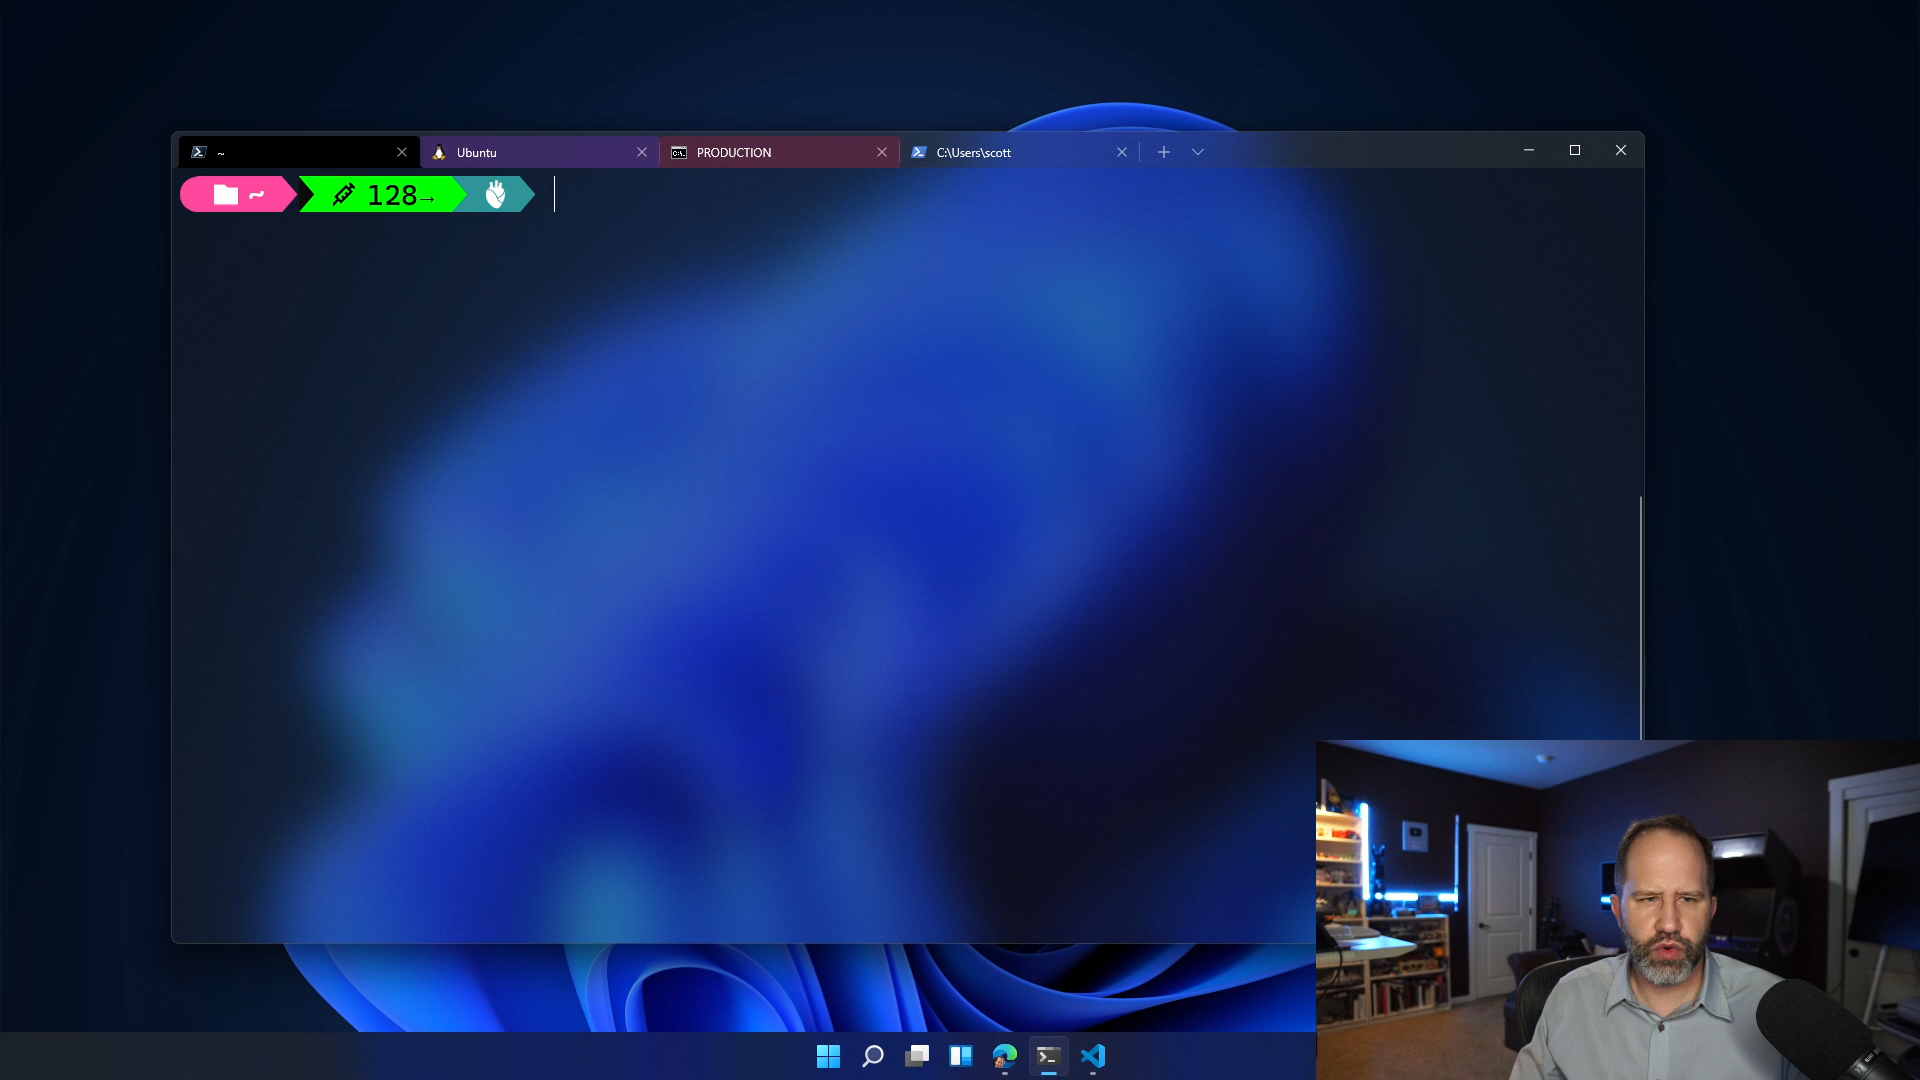 ~
Ubuntu
PRODUCTION
C:\Users\scott
~ 128→